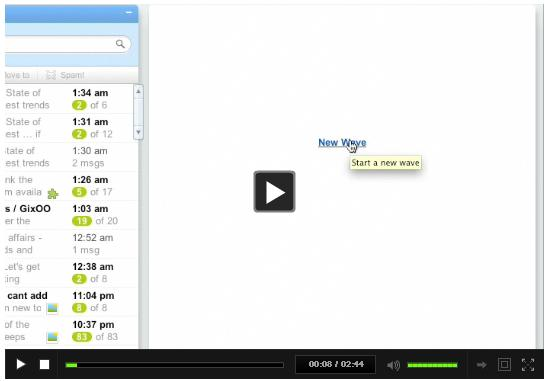 Move to Spam!
State of 1:34 am
est trends 2 of 6
State of 1:31 am
est ... if 2 of 12
tate of 1:30 am
est trends 2 msgs
nk the 1:26 am
m availa 5 of 17
s / GixOO 1:03 am
er the 19 of 20
affairs - 12:52 am
ds and 1 msg
Let's get 12:38 am
ting 2 of 8
cant add 11:04 pm
m new to 8 of 8
of the 10:37 pm
eeps 83 of 83
New Wave
Start a new wave
00:08 / 02:44